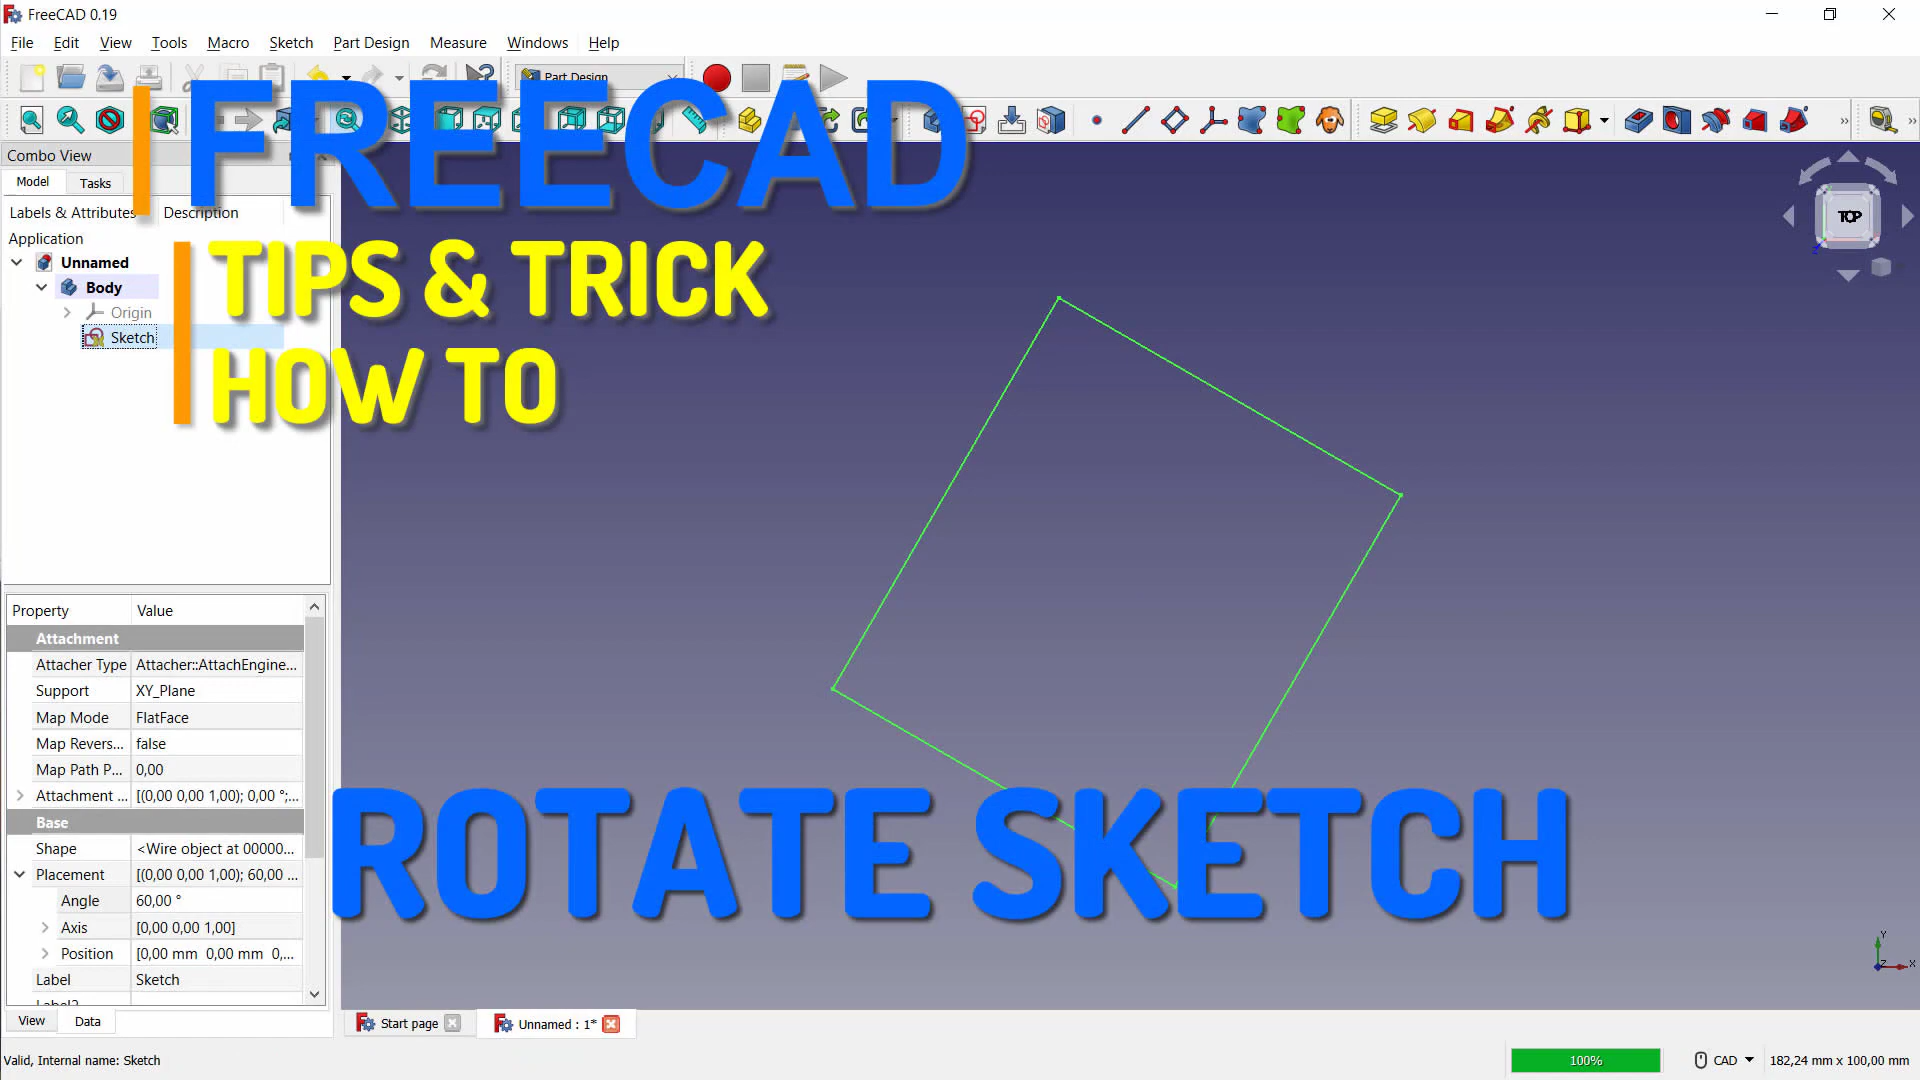 FreeCAD 0.19
File Edit View Tools Macro Sketch Part Design Measure Windows Help
Part Design
FREECAD
Combo View
Model Tasks
Labels & Attributes Description
Application
Unnamed
Body
Origin
Sketch
TIPS & TRICK
HOW TO
TOP
Property Value
Attachment
Attacher Type Attacher::AttachEngine...
Support XY_Plane
Map Mode FlatFace
Map Revers... false
Map Path P... 0,00
Attachment ... [(0,00 0,00 1,00); 0,00 °;...
Base
Shape <Wire object at 00000...
Placement [(0,00 0,00 1,00); 60,00 ...
Angle 60,00 °
Axis [0,00 0,00 1,00]
Position [0,00 mm 0,00 mm 0,...
Label Sketch
ROTATE SKETCH
Y
Z X
View Data
Start page
Unnamed : 1*
Valid, Internal name: Sketch
100%
CAD
182,24 mm x 100,00 mm